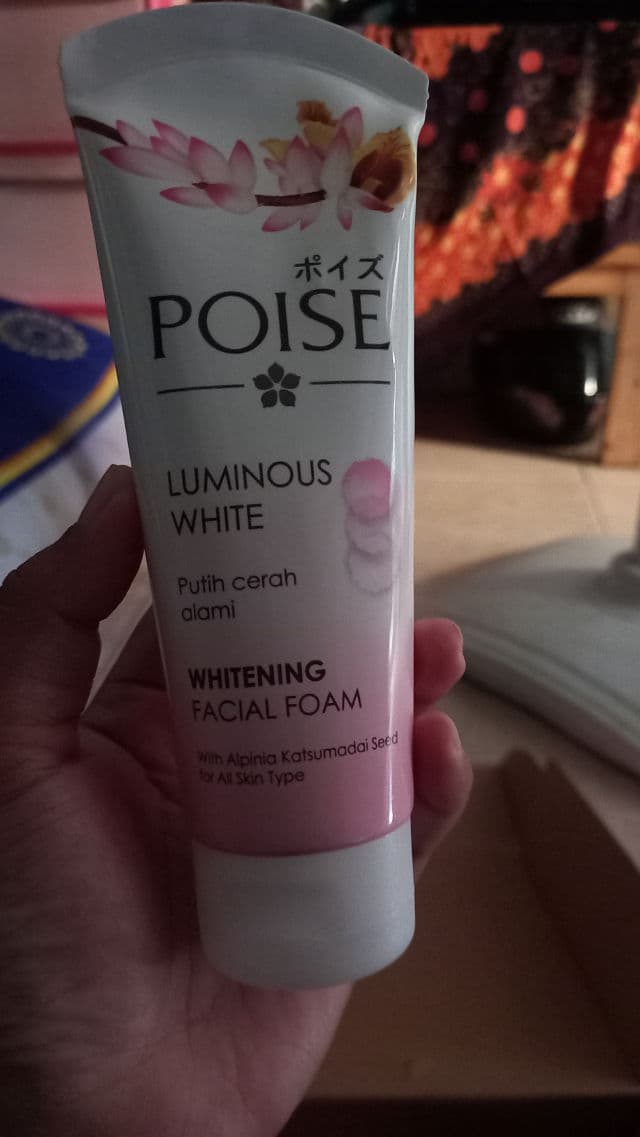 ポイズ
POISE
LUMINOUS
WHITE
Putih cerah
alami
WHITENING
FACIAL FOAM
With Alpinia Katsumadai Seed
for All Skin Type